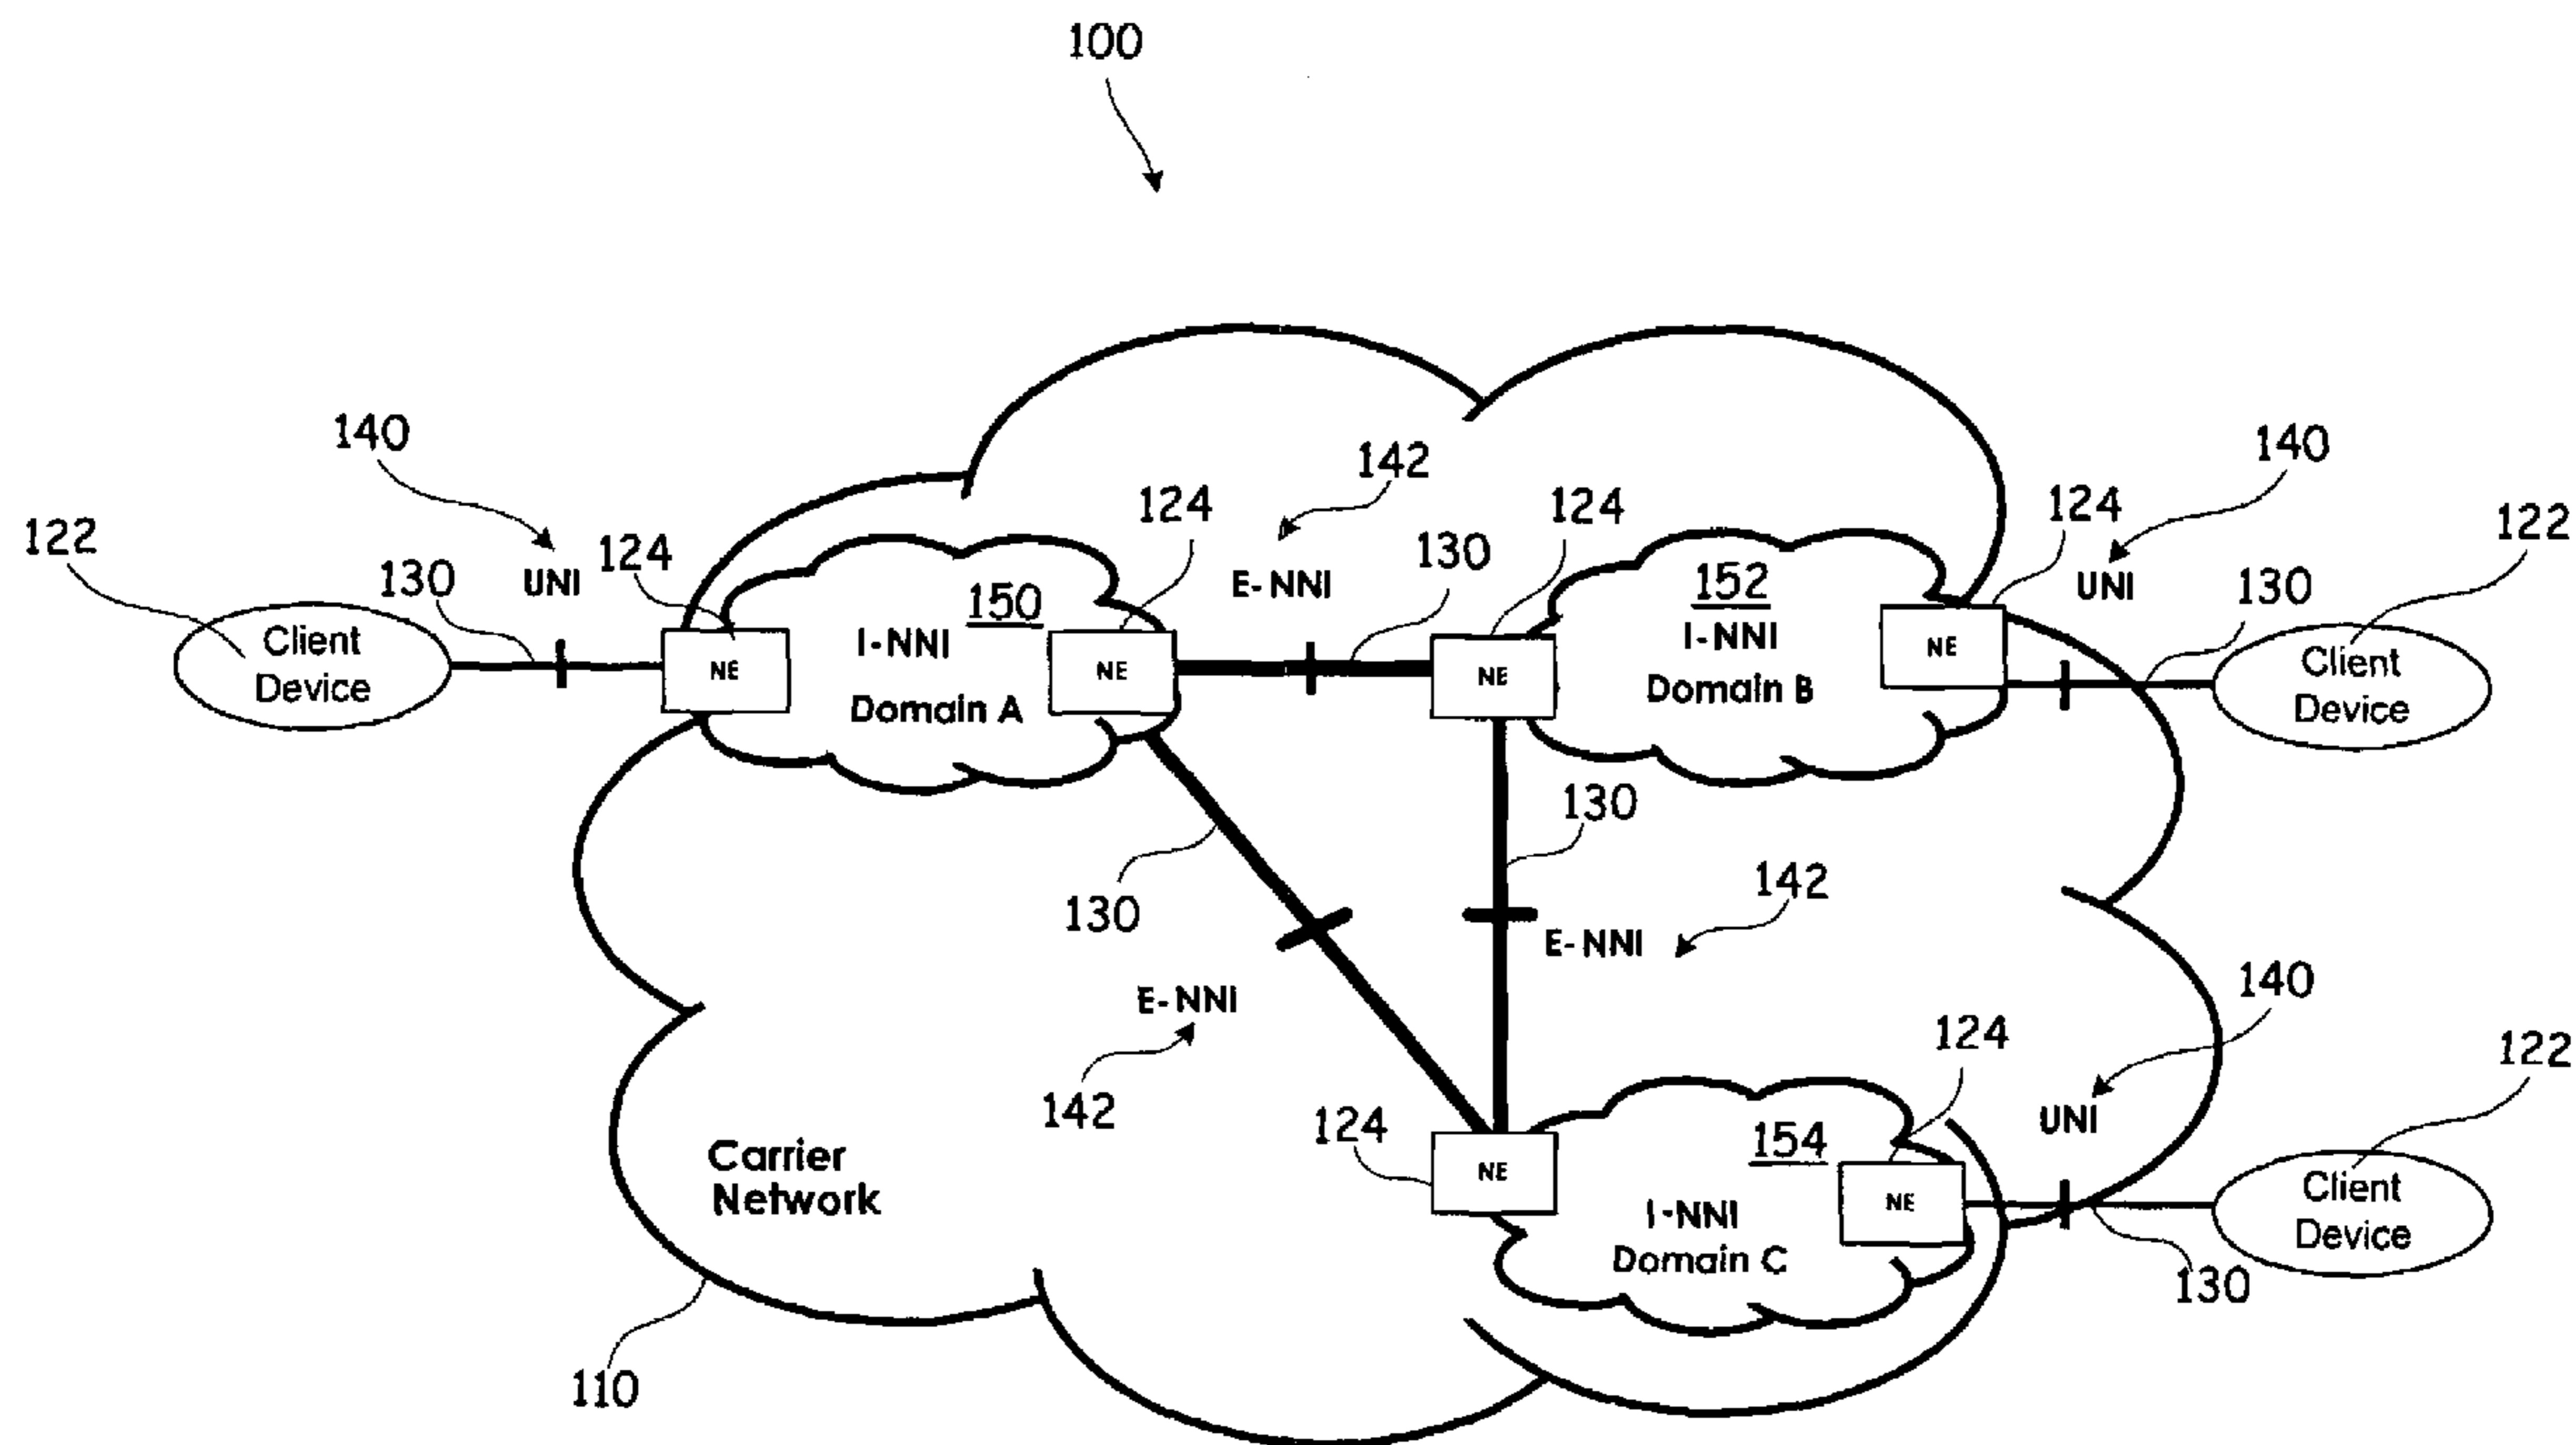 100
140
142
124
124
124
140
122
122
124
130
UNI
E-NNI
130
UNI
130
150
152
Client
Device
NE
I-NNI
Domain A
NE
NE
I-NNI
Domain B
NE
Client
Device
130
130
142
E-NNI
E-NNI
142
140
124
122
124
UNI
154
Carrier
Network
NE
I-NNI
Domain C
NE
Client
Device
130
110